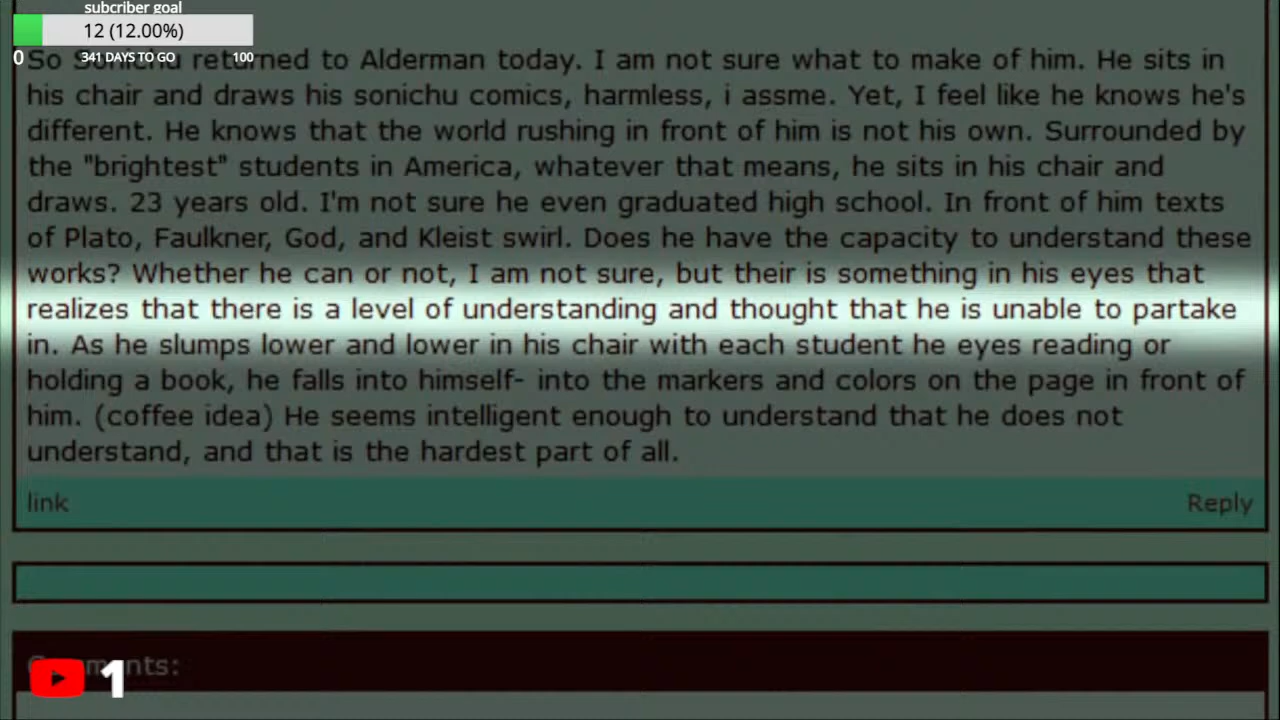 subcriber goal
12 (12.00%)
0 341 DAYS TO GO 100
So Sonichu returned to Alderman today. I am not sure what to make of him. He sits in
his chair and draws his sonichu comics, harmless, i assme. Yet, I feel like he knows he's
different. He knows that the world rushing in front of him is not his own. Surrounded by
the "brightest" students in America, whatever that means, he sits in his chair and
draws. 23 years old. I'm not sure he even graduated high school. In front of him texts
of Plato, Faulkner, God, and Kleist swirl. Does he have the capacity to understand these
works? Whether he can or not, I am not sure, but their is something in his eyes that
realizes that there is a level of understanding and thought that he is unable to partake
in. As he slumps lower and lower in his chair with each student he eyes reading or
holding a book, he falls into himself- into the markers and colors on the page in front of
him. (coffee idea) He seems intelligent enough to understand that he does not
understand, and that is the hardest part of all.
link Reply
Comments:
1